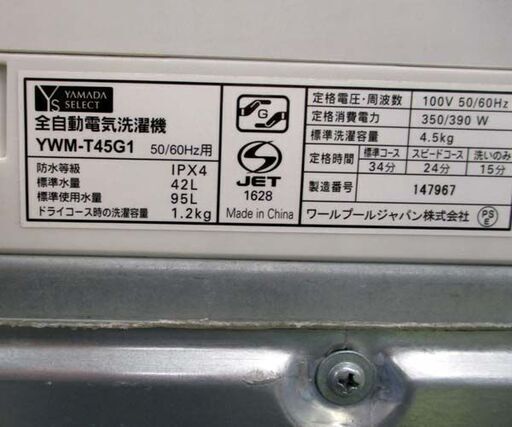 YS YAMADA SELECT
全自動電気洗濯機
YWM-T45G1 50/60Hz用
防水等級 IPX4
標準水量 42L
標準使用水量 95L
ドライコース時の洗濯容量 1.2kg
G
S
JET
1628
Made in China
定格電圧・周波数 100V 50/60Hz
定格消費電力 350/390 W
標準洗濯容量 4.5kg
定格時間 標準コース スピードコース 洗いのみ
34分 24分 15分
製造番号 147967
ワールプールジャパン株式会社 PSE